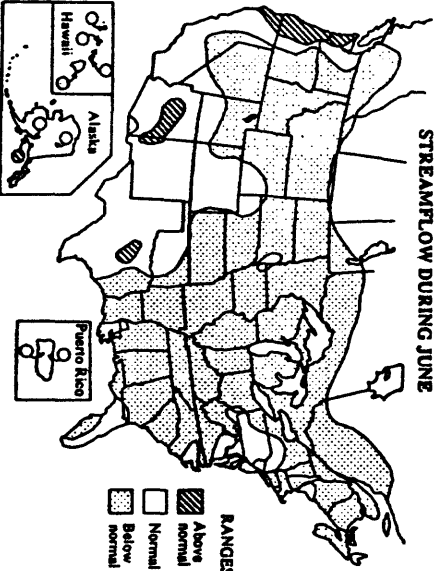 STREAMFLOW DURING JUNE
Hawaii
Alaska
Puerto Rico
RANGES
Above
normal
Normal
Below
normal